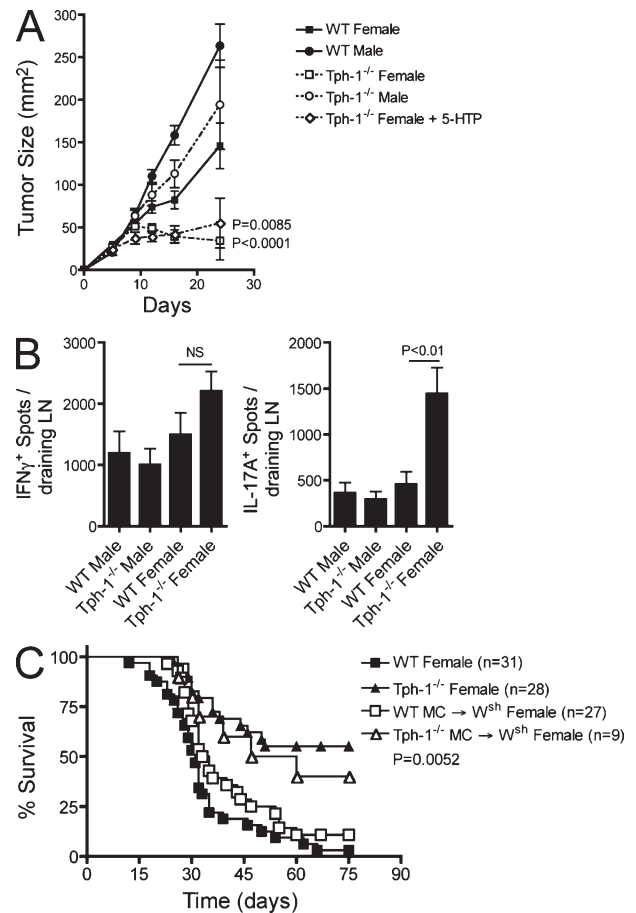 A
300
250
200
150
100
50
0
Tumor Size (mm²)
0 10 20 30
Days
P=0.0085
P<0.0001
WT Female
WT Male
Tph-1⁻/⁻ Female
Tph-1⁻/⁻ Male
Tph-1⁻/⁻ Female + 5-HTP
B
3000
2000
1000
0
IFNγ⁺ Spots /
draining LN
NS
WT Male
Tph-1⁻/⁻ Male
WT Female
Tph-1⁻/⁻ Female
2000
1500
1000
500
0
IL-17A⁺ Spots /
draining LN
P<0.01
WT Male
Tph-1⁻/⁻ Male
WT Female
Tph-1⁻/⁻ Female
C
100
75
50
25
0
% Survival
0 15 30 45 60 75 90
Time (days)
WT Female (n=31)
Tph-1⁻/⁻ Female (n=28)
WT MC → Wˢʰ Female (n=27)
Tph-1⁻/⁻ MC → Wˢʰ Female (n=9)
P=0.0052